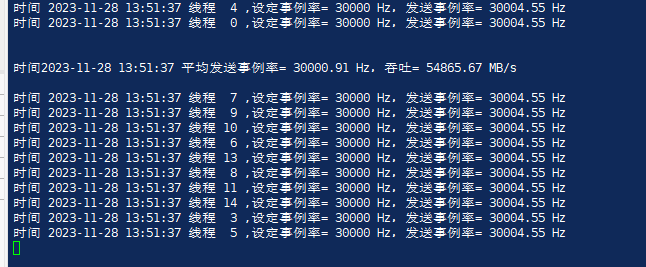 时间 2023-11-28 13:51:37 线程  4 ,设定事例率= 30000 Hz, 发送事例率= 30004.55 Hz
时间 2023-11-28 13:51:37 线程  0 ,设定事例率= 30000 Hz, 发送事例率= 30004.55 Hz
时间2023-11-28 13:51:37 平均发送事例率= 30000.91 Hz, 吞吐= 54865.67 MB/s
时间 2023-11-28 13:51:37 线程  7 ,设定事例率= 30000 Hz, 发送事例率= 30004.55 Hz
时间 2023-11-28 13:51:37 线程  9 ,设定事例率= 30000 Hz, 发送事例率= 30004.55 Hz
时间 2023-11-28 13:51:37 线程 10 ,设定事例率= 30000 Hz, 发送事例率= 30004.55 Hz
时间 2023-11-28 13:51:37 线程  6 ,设定事例率= 30000 Hz, 发送事例率= 30004.55 Hz
时间 2023-11-28 13:51:37 线程 13 ,设定事例率= 30000 Hz, 发送事例率= 30004.55 Hz
时间 2023-11-28 13:51:37 线程  8 ,设定事例率= 30000 Hz, 发送事例率= 30004.55 Hz
时间 2023-11-28 13:51:37 线程 11 ,设定事例率= 30000 Hz, 发送事例率= 30004.55 Hz
时间 2023-11-28 13:51:37 线程 14 ,设定事例率= 30000 Hz, 发送事例率= 30004.55 Hz
时间 2023-11-28 13:51:37 线程  3 ,设定事例率= 30000 Hz, 发送事例率= 30004.55 Hz
时间 2023-11-28 13:51:37 线程  5 ,设定事例率= 30000 Hz, 发送事例率= 30004.55 Hz